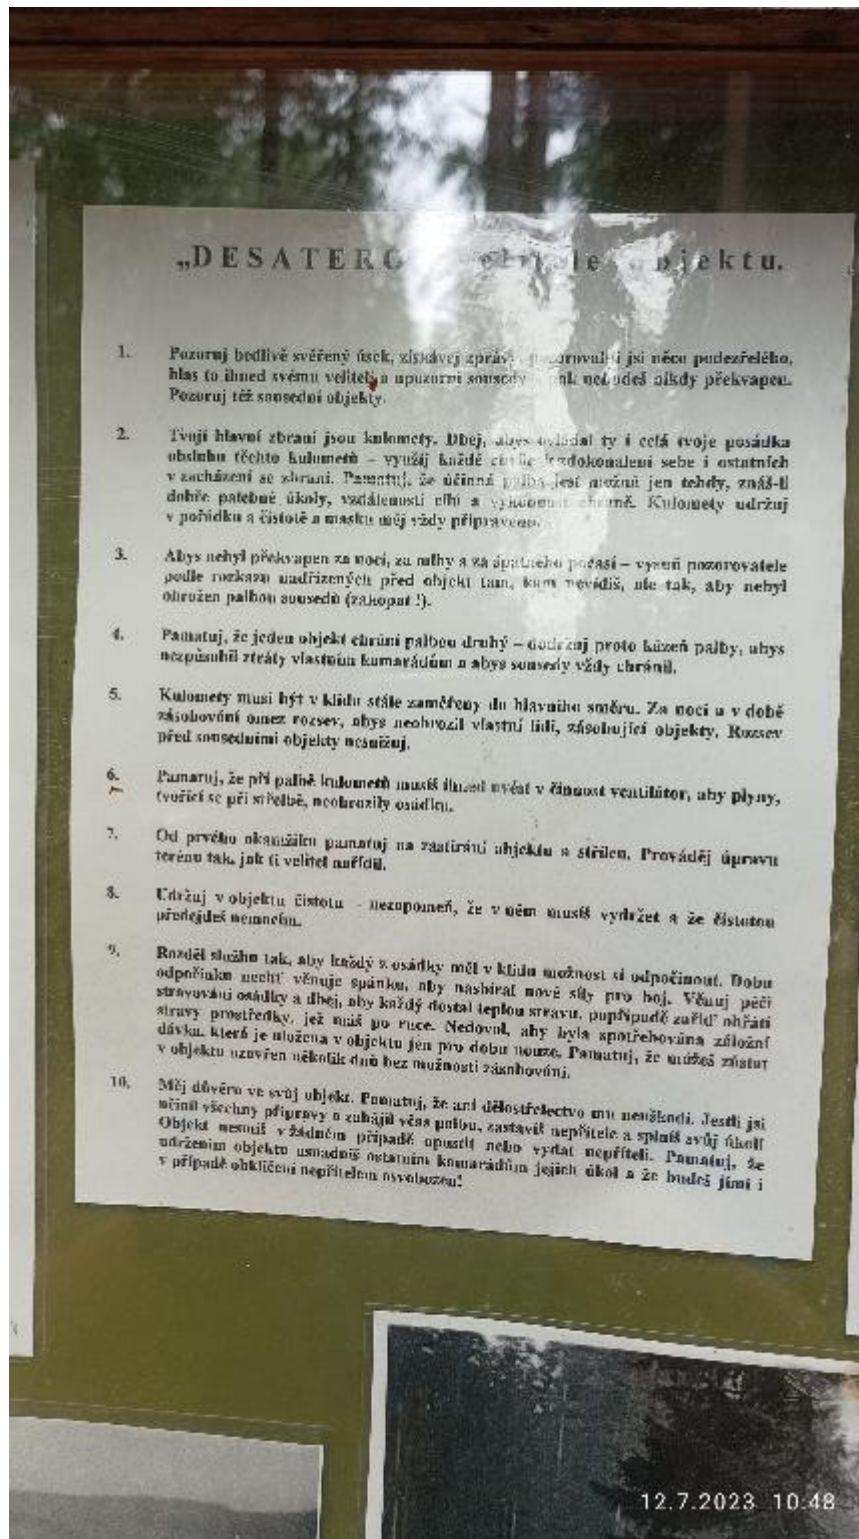 „DESATERO velitele objektu.
1. Pozoruj bedlivě svěřený úsek, získávej zprávy, pozoroval-li jsi něco podezřelého,
hlas to ihned svému veliteli a upozorni sousedy nebudeš nikdy překvapen.
Pozoruj též sousední objekty.
2. Tvojí hlavní zbraní jsou kulomety. Dbej, abys ovládal ty i celá tvoje posádka
obsluhu těchto kulometů – využij každé chvíle k zdokonalení sebe i ostatních
v zacházení se zbraní. Pamatuj, že účinná palba jest možná jen tehdy, znáš-li
dobře palebné úkoly, vzdálenosti cílů a výkonnost zbraně. Kulomety udržuj
v pořádku a čistotě a masku měj vždy připravenu.
3. Abys nebyl překvapen za noci, za mlhy a za špatného počasí – vysuň pozorovatele
podle rozkazu nadřízených před objekt tam, kam nevidíš, ale tak, aby nebyl
ohrožen palbou sousedů (zakopat !).
4. Pamatuj, že jeden objekt chrání palbou druhý – dodržuj proto kázeň palby, abys
nezpůsobil ztráty vlastním kamarádům a abys sousedy vždy chránil.
5. Kulomety musí být v klidu stále zaměřeny do hlavního směru. Za noci a v době
zásobování omez rozsev, abys neohrozil vlastní lidi, zásobující objekty. Rozsev
před sousedními objekty nesnižuj.
6. Pamatuj, že při palbě kulometů musíš ihned uvést v činnost ventilátor, aby plyny,
tvořící se při střelbě, neohrozily osádku.
7. Od prvého okamžiku pamatuj na zastírání objektu a střílen. Prováděj úpravu
terénu tak, jak ti velitel nařídil.
8. Udržuj v objektu čistotu - nezapomeň, že v něm musíš vydržet a že čistotou
předejdeš nemocím.
9. Rozděl službu tak, aby každý z osádky měl v klidu možnost si odpočinout. Dobu
odpočinku nechť věnuje spánku, aby nasbíral nové síly pro boj. Věnuj péči
stravování osádky a dbej, aby každý dostal teplou stravu, popřípadě zařiď ohřátí
stravy prostředky, jež máš po ruce. Nedovol, aby byla spotřebována záložní
dávka, která je uložena v objektu jen pro dobu nouze. Pamatuj, že můžeš zůstat
v objektu uzavřen několik dnů bez možnosti zásobování.
10. Měj důvěru ve svůj objekt. Pamatuj, že ani dělostřelectvo mu neuškodí. Jestli jsi
učinil všechny přípravy a zahájil včas palbu, zastavíš nepřítele a splníš svůj úkol!
Objekt nesmíš v žádném případě opustit nebo vydat nepříteli. Pamatuj, že
udržením objektu usnadníš ostatním kamarádům jejich úkol a že budeš jimi i
v případě obklíčení nepřítelem osvobozen!
12.7.2023 10:48